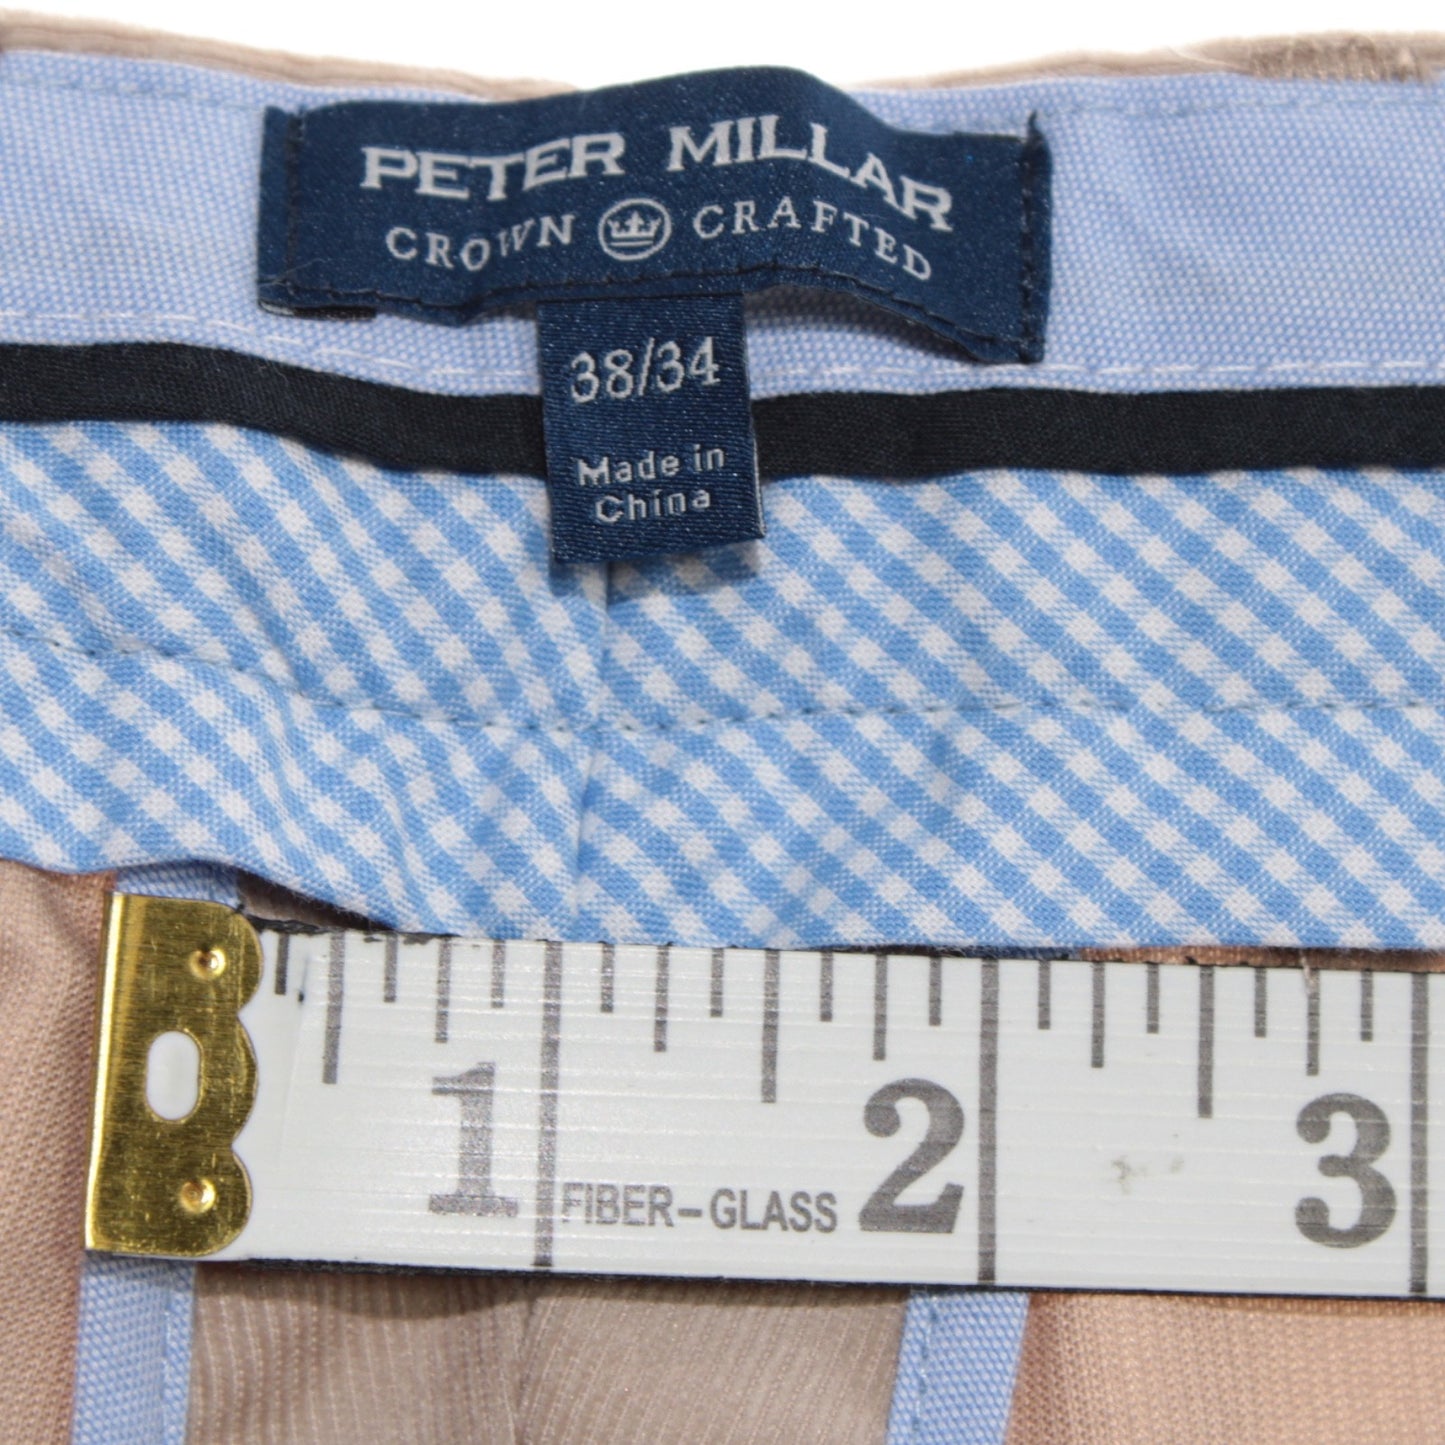 PETER MILLAR
CROWN CRAFTED
38/34
Made in
China
1 FIBER-GLASS 2 3